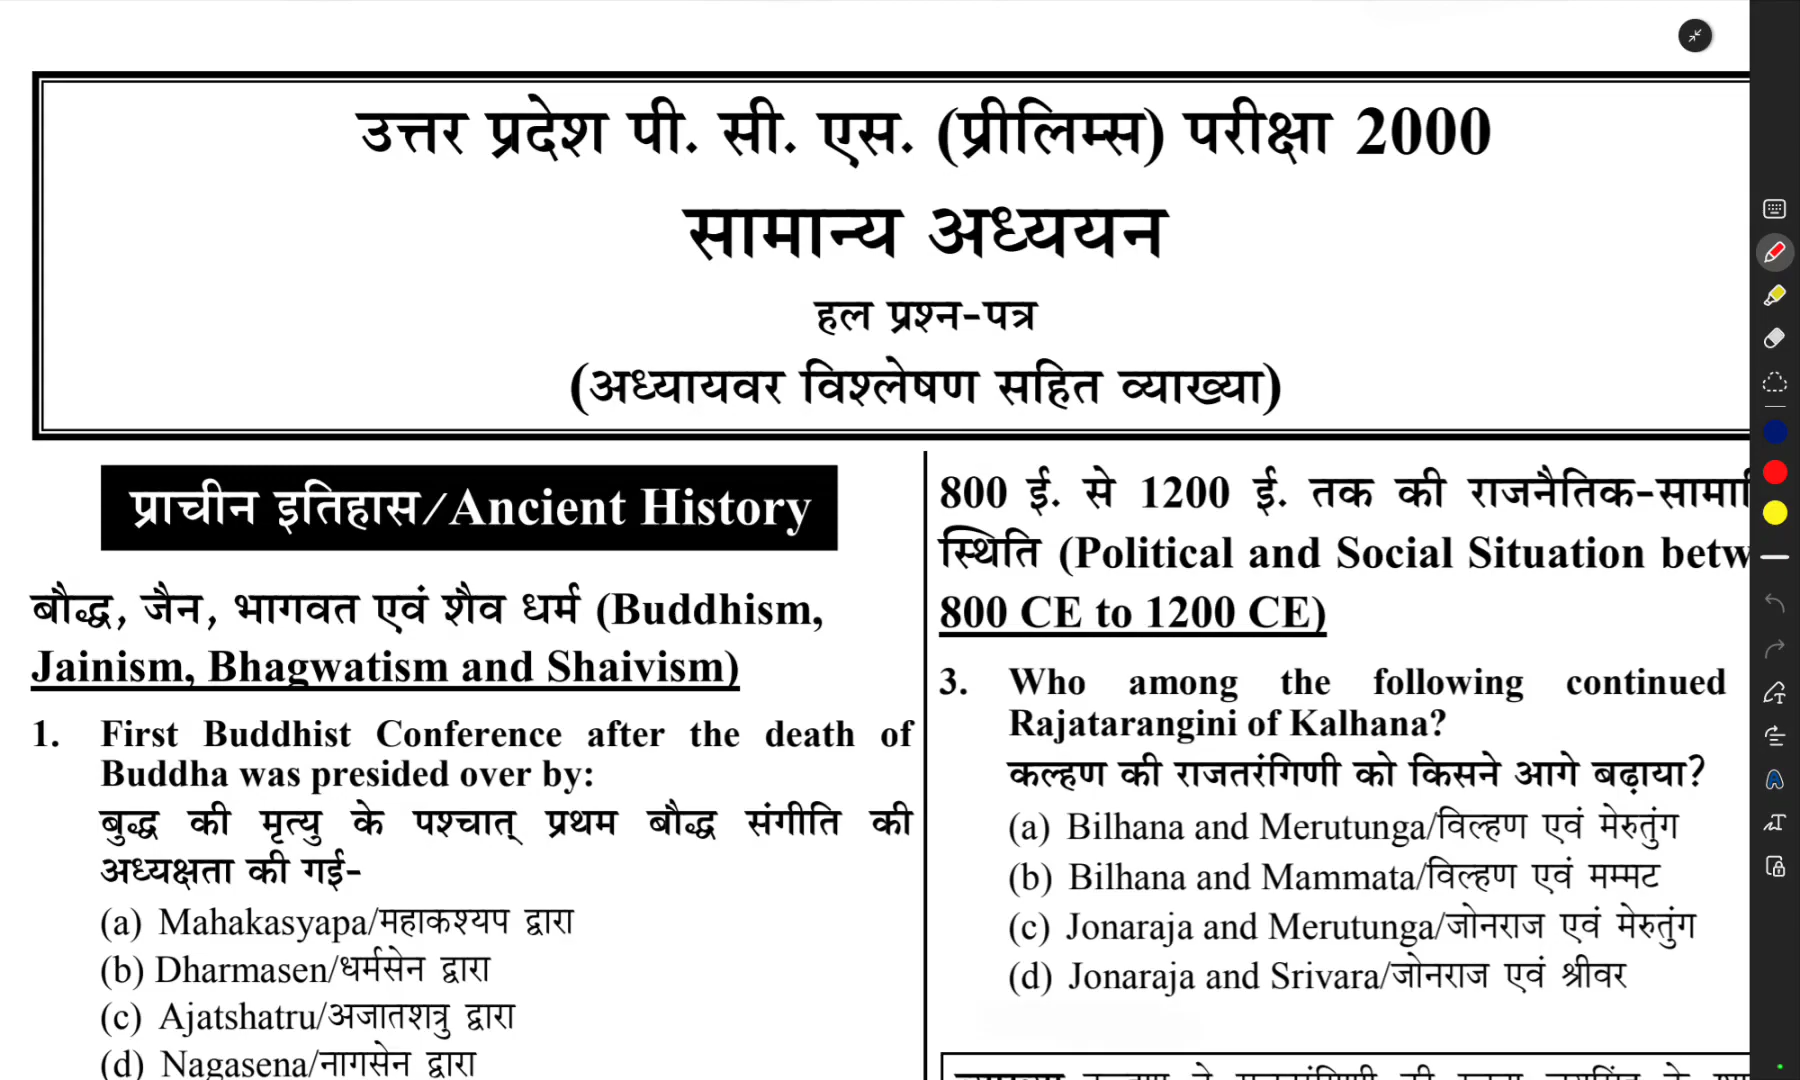 उत्तर प्रदेश पी. सी. एस. (प्रीलिम्स) परीक्षा 2000
सामान्य अध्ययन
हल प्रश्न-पत्र
(अध्यायवर विश्लेषण सहित व्याख्या)
प्राचीन इतिहास/Ancient History
बौद्ध, जैन, भागवत एवं शैव धर्म (Buddhism,
Jainism, Bhagwatism and Shaivism)
1. First Buddhist Conference after the death of
Buddha was presided over by:
बुद्ध की मृत्यु के पश्चात् प्रथम बौद्ध संगीति की
अध्यक्षता की गई-
(a) Mahakasyapa/महाकश्यप द्वारा
(b) Dharmasen/धर्मसेन द्वारा
(c) Ajatshatru/अजातशत्रु द्वारा
(d) Nagasena/नागसेन द्वारा
800 ई. से 1200 ई. तक की राजनैतिक-सामा
स्थिति (Political and Social Situation betw
800 CE to 1200 CE)
3. Who among the following continued
Rajatarangini of Kalhana?
कल्हण की राजतरंगिणी को किसने आगे बढ़ाया?
(a) Bilhana and Merutunga/विल्हण एवं मेरुतुंग
(b) Bilhana and Mammata/विल्हण एवं मम्मट
(c) Jonaraja and Merutunga/जोनराज एवं मेरुतुंग
(d) Jonaraja and Srivara/जोनराज एवं श्रीवर